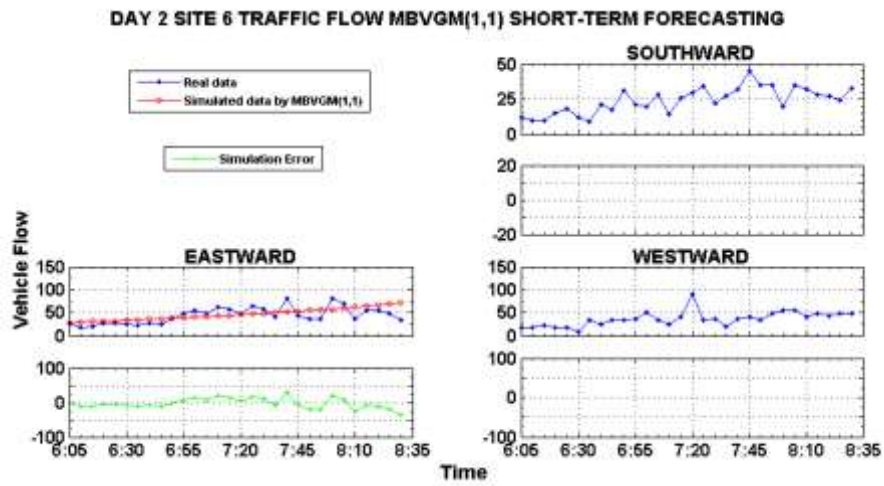 DAY 2 SITE 6 TRAFFIC FLOW MBVGM(1,1) SHORT-TERM FORECASTING
Real data
Simulated data by MBVGM(1,1)
Simulation Error
SOUTHWARD
50
25
0
20
0
-20
Vehicle Flow
EASTWARD
150
100
50
0
100
0
-100
6:05 6:30 6:55 7:20 7:45 8:10 8:35
WESTWARD
150
100
50
0
100
0
-100
6:05 6:30 6:55 7:20 7:45 8:10 8:35
Time